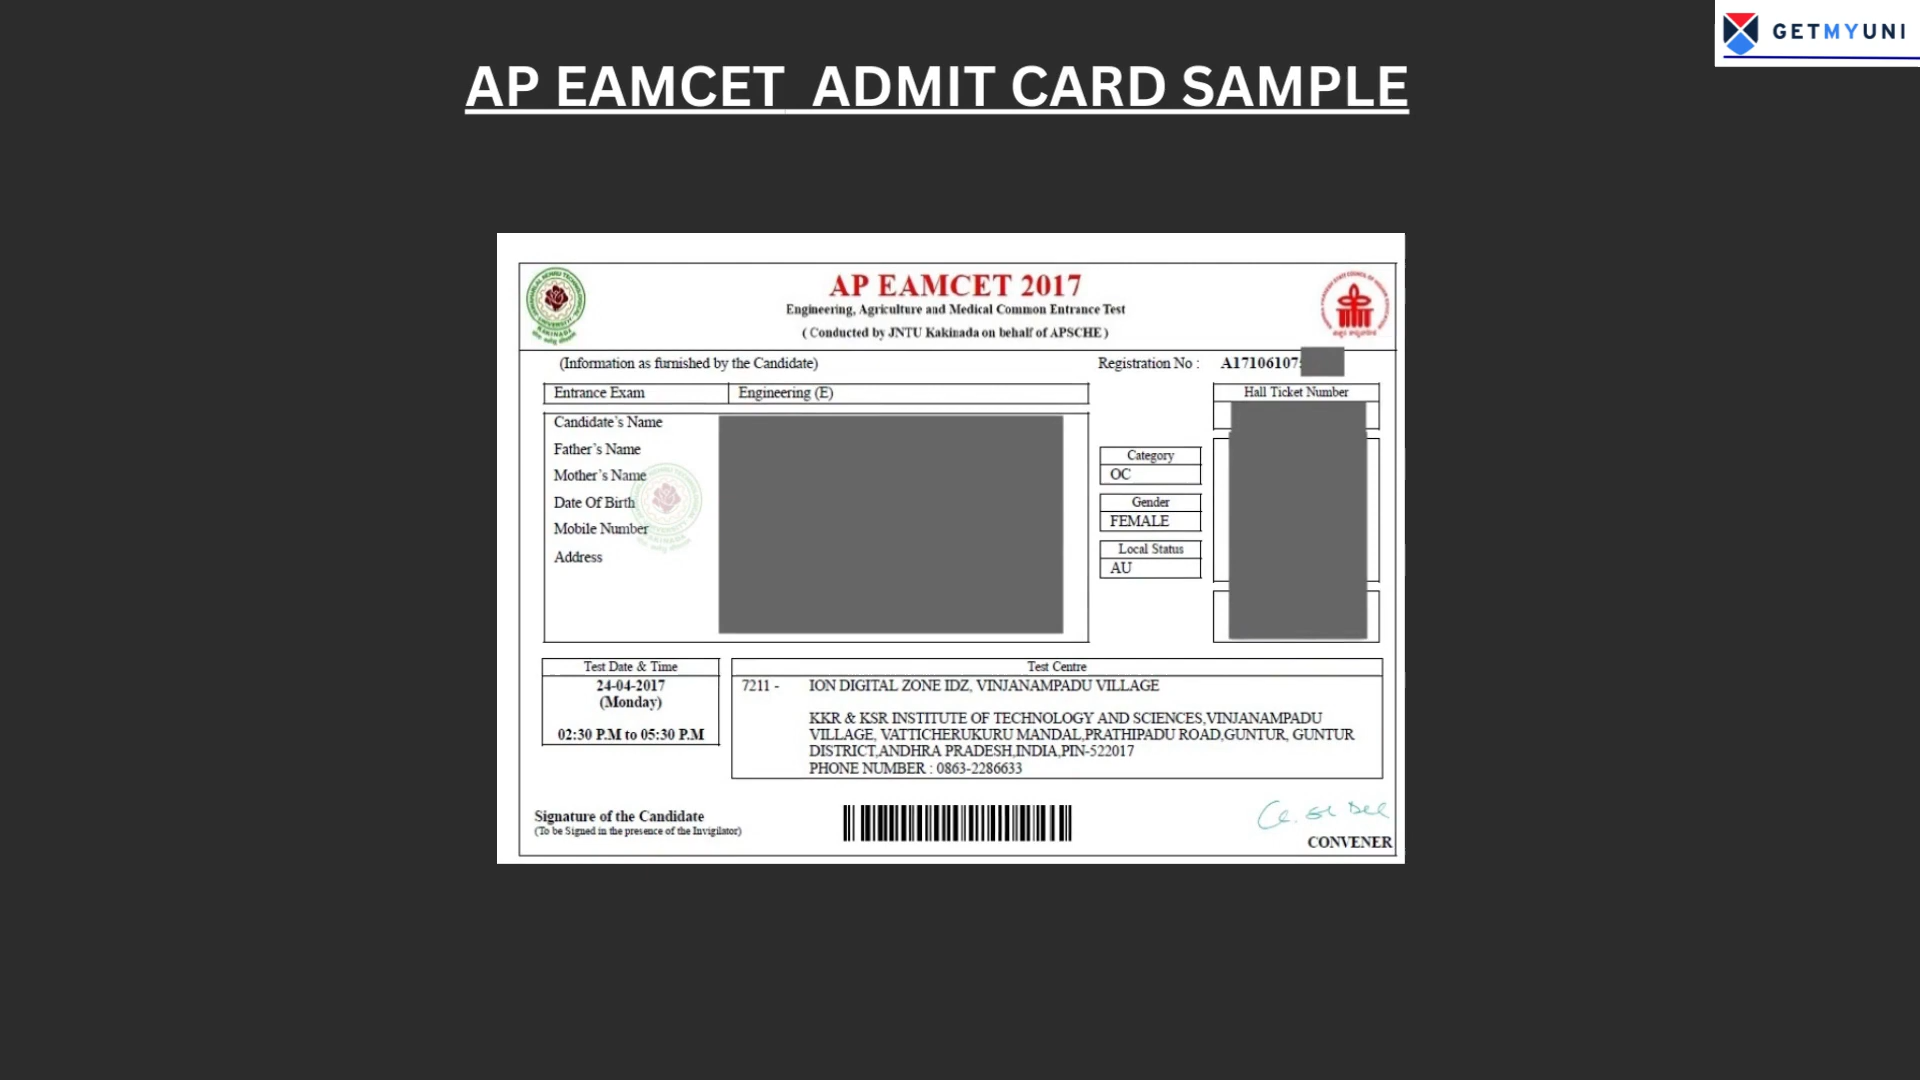 GETMYUNI
AP EAMCET ADMIT CARD SAMPLE
AP EAMCET 2017
Engineering, Agriculture and Medical Common Entrance Test
( Conducted by JNTU Kakinada on behalf of APSCHE )
(Information as furnished by the Candidate)
Registration No : A17106107
Entrance Exam Engineering (E)
Hall Ticket Number
Candidate's Name
Father's Name
Mother's Name
Date Of Birth
Mobile Number
Address
Category
OC
Gender
FEMALE
Local Status
AU
Test Date & Time
24-04-2017
(Monday)
02:30 P.M to 05:30 P.M
Test Centre
7211 - ION DIGITAL ZONE IDZ, VINJANAMPADU VILLAGE
KKR & KSR INSTITUTE OF TECHNOLOGY AND SCIENCES,VINJANAMPADU
VILLAGE, VATTICHERUKURU MANDAL,PRATHIPADU ROAD,GUNTUR, GUNTUR
DISTRICT,ANDHRA PRADESH,INDIA,PIN-522017
PHONE NUMBER : 0863-2286633
Signature of the Candidate
(To be Signed in the presence of the Invigilator)
CONVENER